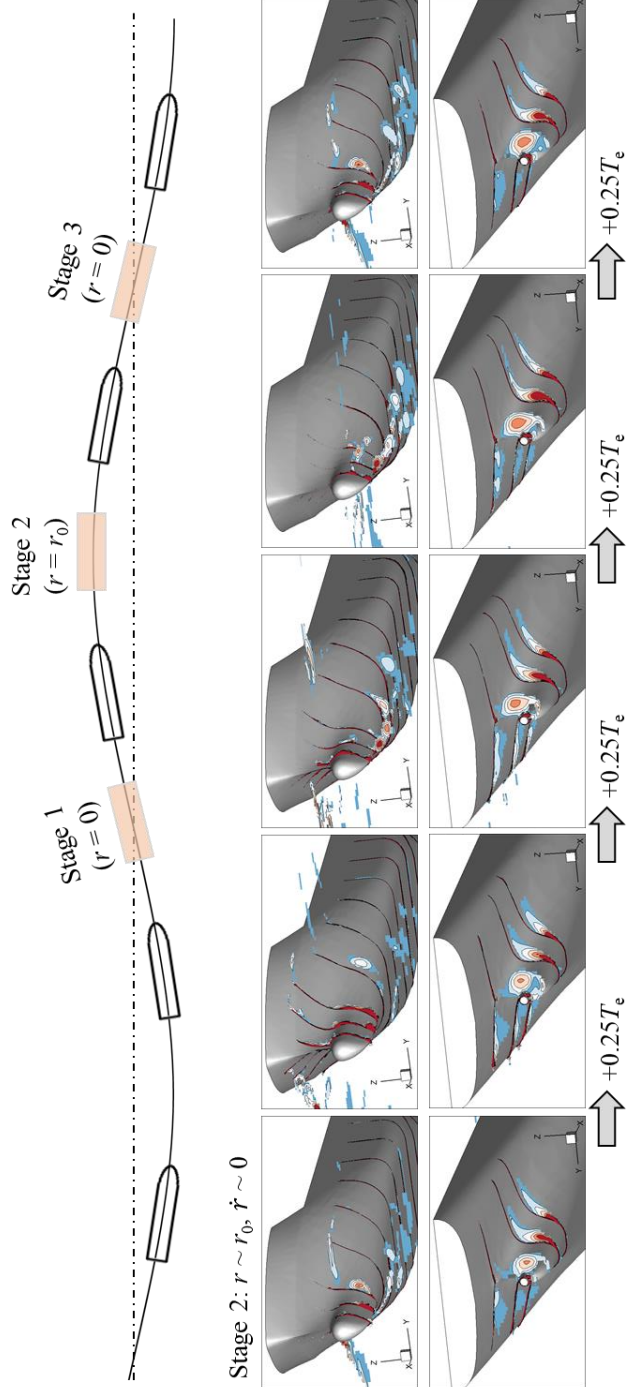 Stage 1
(r = 0)
Stage 2
(r = r₀)
Stage 3
(r = 0)
Stage 2: r ~ r₀, ṙ ~ 0
Z
X
Y
Z
X
Y
Z
X
Y
Z
X
Y
Z
X
Y
Z
Y
X
Z
Y
X
Z
Y
X
Z
Y
X
Z
Y
X
+0.25Tₑ
+0.25Tₑ
+0.25Tₑ
+0.25Tₑ